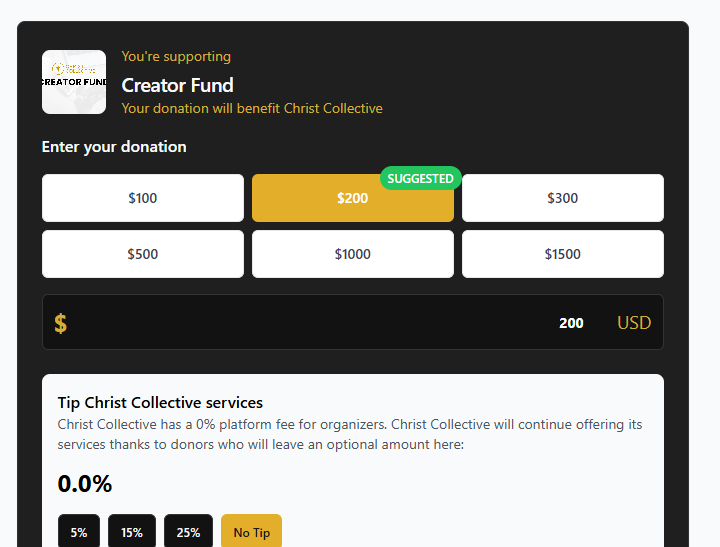 You're supporting
CREATOR FUND
Creator Fund
Your donation will benefit Christ Collective
Enter your donation
SUGGESTED
$100
$200
$300
$500
$1000
$1500
$
200
USD
Tip Christ Collective services
Christ Collective has a 0% platform fee for organizers. Christ Collective will continue offering its
services thanks to donors who will leave an optional amount here:
0.0%
5%
15%
25%
No Tip